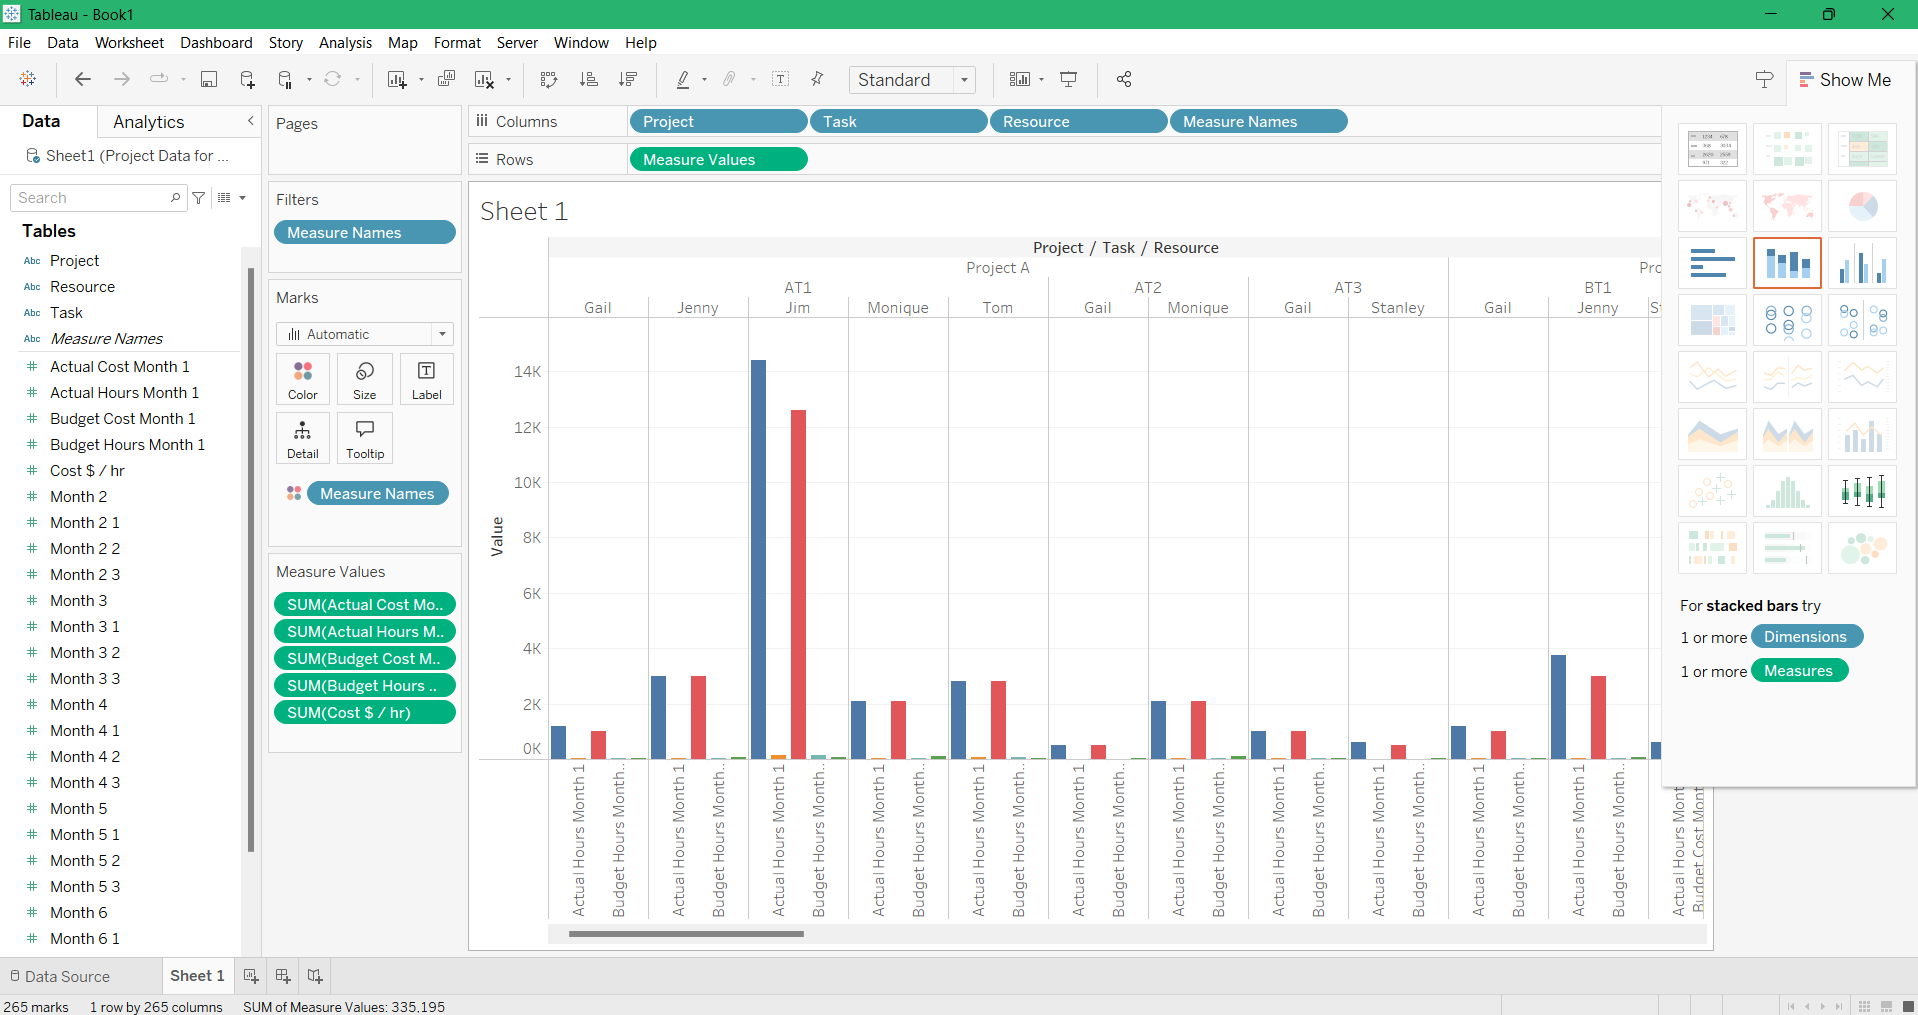 Tableau - Book1
File Data Worksheet Dashboard Story Analysis Map Format Server Window Help
Standard
Show Me
Data Analytics
Sheet1 (Project Data for ...
Search
Tables
Abc Project
Abc Resource
Abc Task
Abc Measure Names
Actual Cost Month 1
Actual Hours Month 1
Budget Cost Month 1
Budget Hours Month 1
Cost $ / hr
Month 2
Month 2 1
Month 2 2
Month 2 3
Month 3
Month 3 1
Month 3 2
Month 3 3
Month 4
Month 4 1
Month 4 2
Month 4 3
Month 5
Month 5 1
Month 5 2
Month 5 3
Month 6
Month 6 1
Pages
Filters
Measure Names
Marks
Automatic
Color Size Label
Detail Tooltip
Measure Names
Measure Values
SUM(Actual Cost Mo..
SUM(Actual Hours M..
SUM(Budget Cost M..
SUM(Budget Hours ..
SUM(Cost $ / hr)
Columns Project Task Resource Measure Names
Rows Measure Values
Sheet 1
Project / Task / Resource
Project A Pro
AT1 AT2 AT3 BT1
Gail Jenny Jim Monique Tom Gail Monique Gail Stanley Gail Jenny St
Value
14K
12K
10K
8K
6K
4K
2K
0K
Actual Hours Month 1
Budget Hours Month..
Actual Hours Month 1
Budget Hours Month..
Actual Hours Month 1
Budget Hours Month..
Actual Hours Month 1
Budget Hours Month..
Actual Hours Month 1
Budget Hours Month..
Actual Hours Month 1
Budget Hours Month..
Actual Hours Month 1
Budget Hours Month..
Actual Hours Month 1
Budget Hours Month..
Actual Hours Month 1
Budget Hours Month..
Actual Hours Month 1
Budget Hours Month..
Actual Hours Month 1
Budget Hours Month..
Actual Hours Mont
Budget Cost Mont
For stacked bars try
1 or more Dimensions
1 or more Measures
Data Source Sheet 1
265 marks 1 row by 265 columns SUM of Measure Values: 335,195